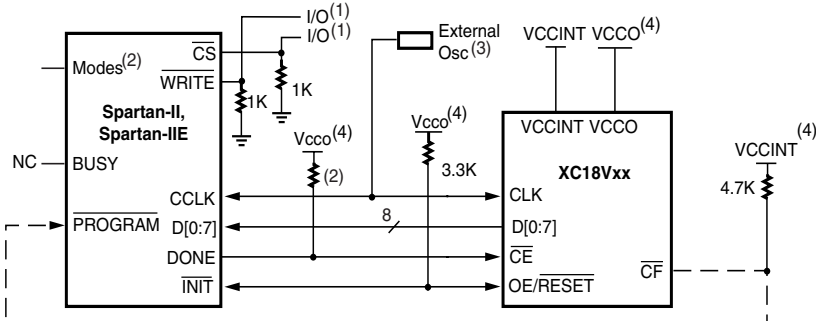 I/O(1)
I/O(1)
External
Osc(3)
VCCINT VCCO(4)
CS
Modes(2)
WRITE
1K
1K
Spartan-II,
Spartan-IIE
Vcco(4)
Vcco(4)
VCCINT VCCO
VCCINT(4)
NC
BUSY
(2)
3.3K
XC18Vxx
4.7K
CCLK
CLK
PROGRAM
D[0:7]
8
D[0:7]
DONE
CE
CF
INIT
OE/RESET